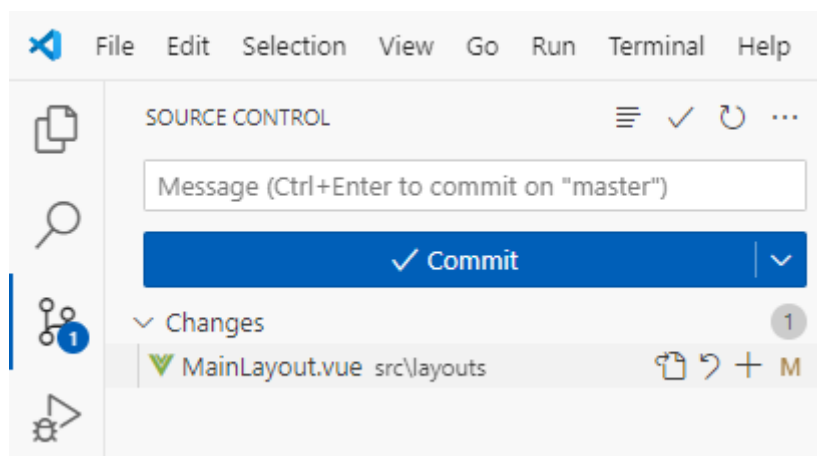 File Edit Selection View Go Run Terminal Help
SOURCE CONTROL
Message (Ctrl+Enter to commit on "master")
Commit
1
Changes 1
MainLayout.vue src\layouts M